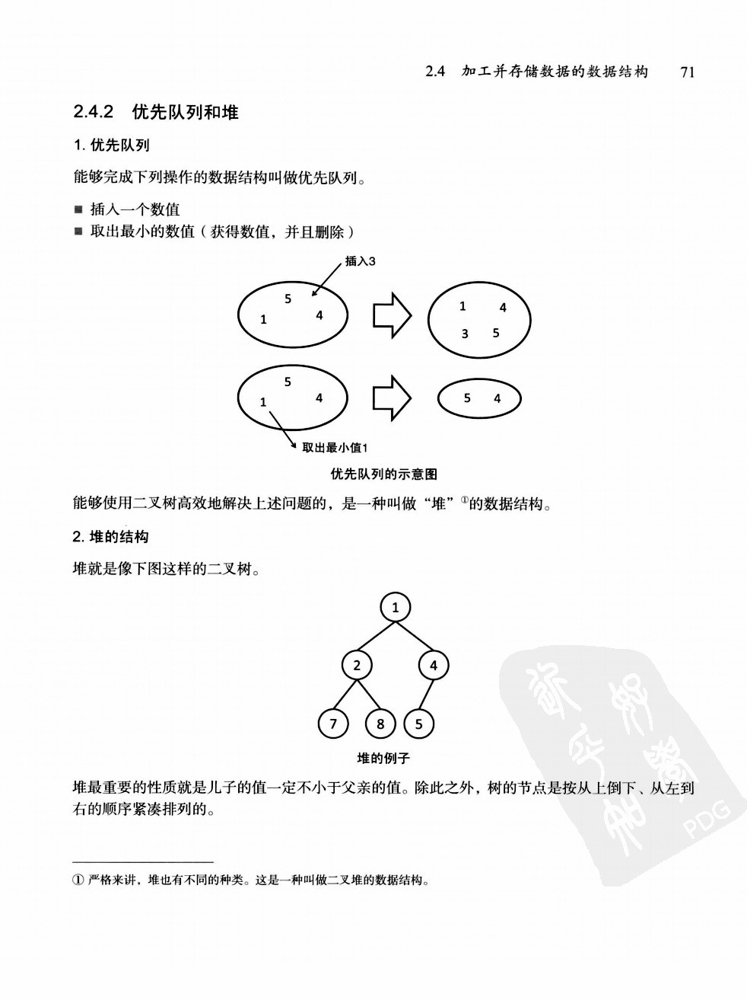 2.4 加工并存储数据的数据结构 71
2.4.2 优先队列和堆
1. 优先队列
能够完成下列操作的数据结构叫做优先队列。
■ 插入一个数值
■ 取出最小的数值（获得数值，并且删除）
插入3
5
1 4
1 4
3 5
5
1 4
5 4
取出最小值1
优先队列的示意图
能够使用二叉树高效地解决上述问题的，是一种叫做“堆”①的数据结构。
2. 堆的结构
堆就是像下图这样的二叉树。
1
2 4
7 8 5
堆的例子
堆最重要的性质就是儿子的值一定不小于父亲的值。除此之外，树的节点是按从上倒下、从左到
右的顺序紧凑排列的。
PDG
① 严格来讲，堆也有不同的种类。这是一种叫做二叉堆的数据结构。